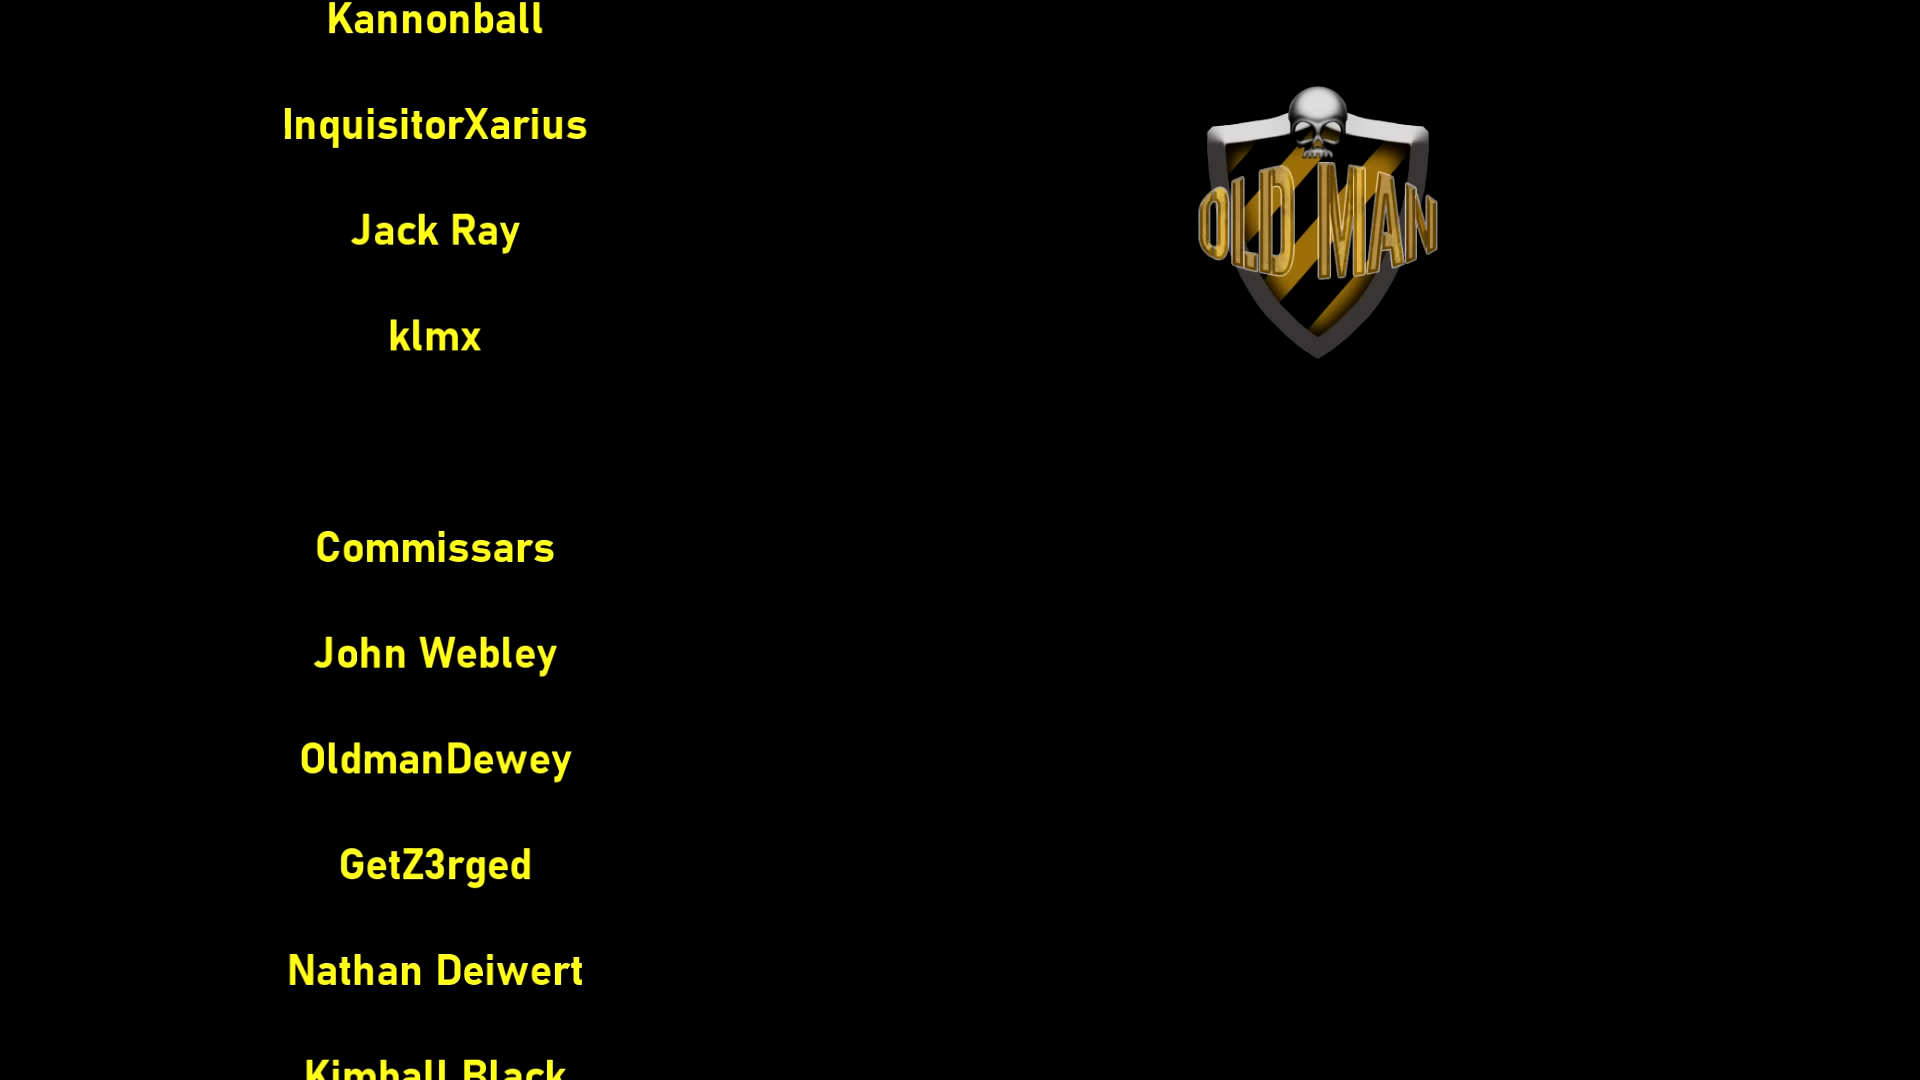 Kannonball
InquisitorXarius
Jack Ray
klmx
OLD MAN
Commissars
John Webley
OldmanDewey
GetZ3rged
Nathan Deiwert
Kimball Black